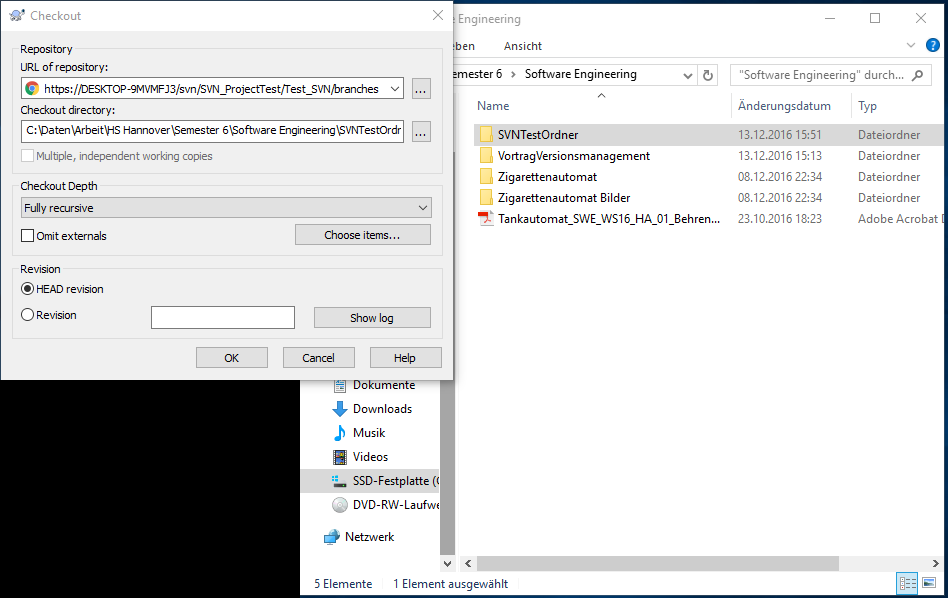 Checkout
Repository
URL of repository:
https://DESKTOP-9MVMFJ3/svn/SVN_ProjectTest/Test_SVN/branches
...
Checkout directory:
C:\Daten\Arbeit\HS Hannover\Semester 6\Software Engineering\SVNTestOrdr
...
Multiple, independent working copies
Checkout Depth
Fully recursive
Omit externals
Choose items...
Revision
HEAD revision
Revision
Show log
OK
Cancel
Help
Engineering
Ansicht
?
Semester 6 > Software Engineering
"Software Engineering" durch...
Name
Änderungsdatum
Typ
SVNTestOrdner 13.12.2016 15:51 Dateiordner
VortragVersionsmanagement 13.12.2016 15:13 Dateiordner
Zigarettenautomat 08.12.2016 22:34 Dateiordner
Zigarettenautomat Bilder 08.12.2016 22:34 Dateiordner
Tankautomat_SWE_WS16_HA_01_Behren... 23.10.2016 18:23 Adobe Acrobat
Dokumente
Downloads
Musik
Videos
SSD-Festplatte (
DVD-RW-Laufwe
Netzwerk
5 Elemente 1 Element ausgewählt